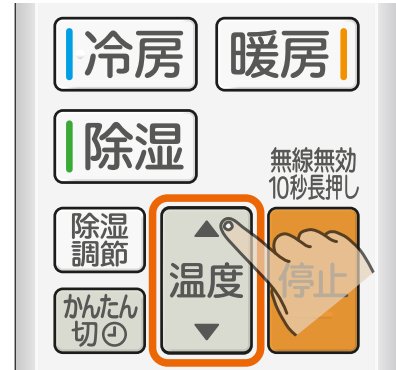 冷房
暖房
除湿
無線無効
10秒長押し
除湿
調節
▲
温度
▼
停止
かんたん
切